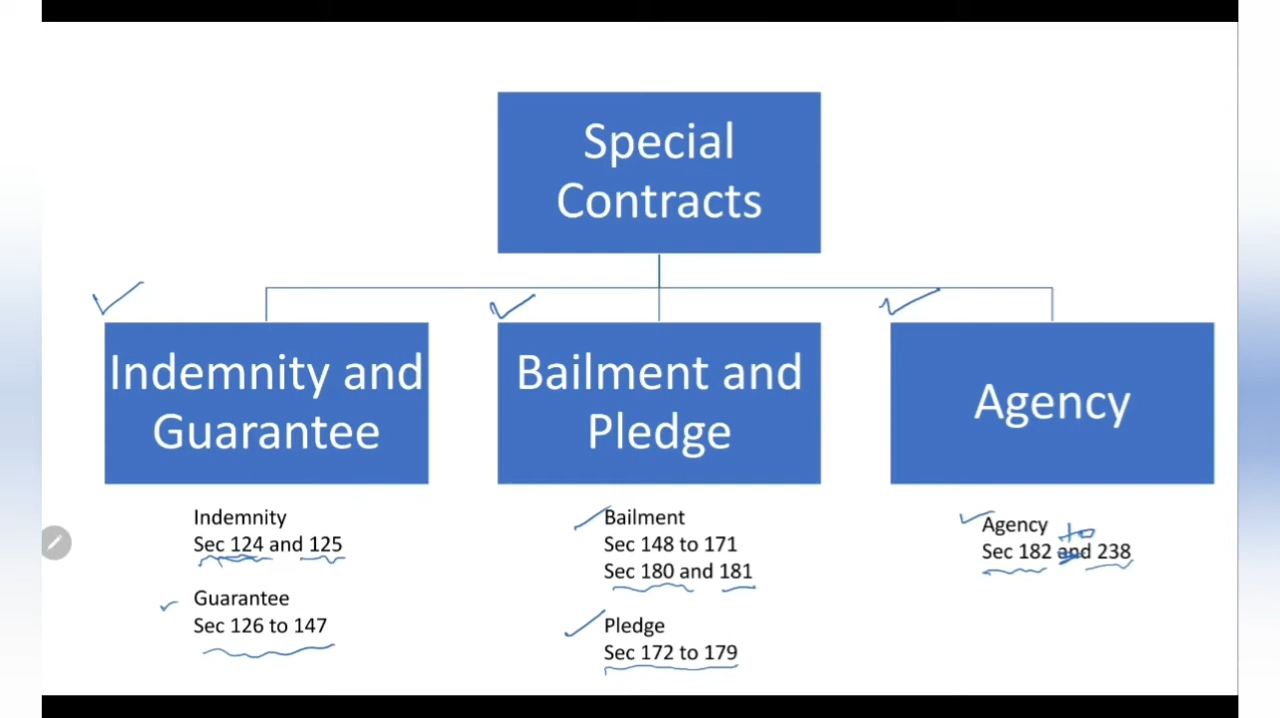 Special
Contracts
Indemnity and
Guarantee
Bailment and
Pledge
Agency
Indemnity
Sec 124 and 125
Guarantee
Sec 126 to 147
Bailment
Sec 148 to 171
Sec 180 and 181
Pledge
Sec 172 to 179
Agency
to
Sec 182 and 238